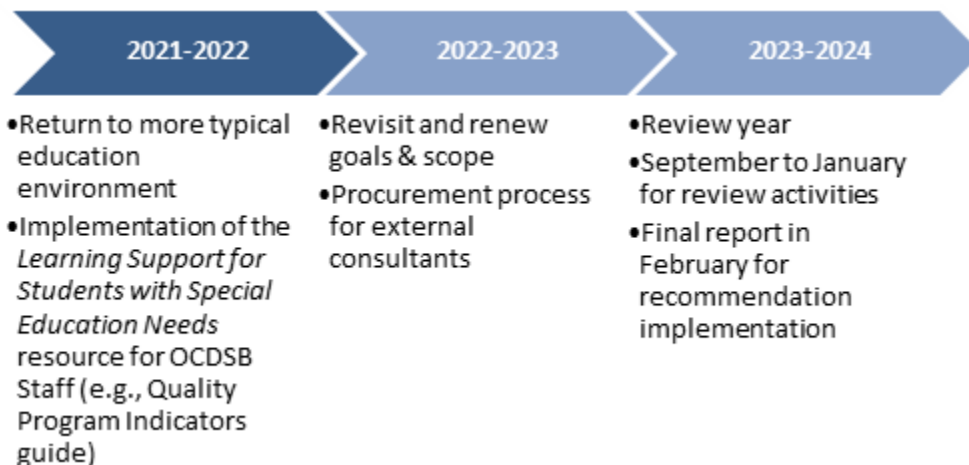 2021-2022
2022-2023
2023-2024
•Return to more typical
education
environment
•Implementation of the
Learning Support for
Students with Special
Education Needs
resource for OCDSB
Staff (e.g., Quality
Program Indicators
guide)
•Revisit and renew
goals & scope
•Procurement process
for external
consultants
•Review year
•September to January
for review activities
•Final report in
February for
recommendation
implementation